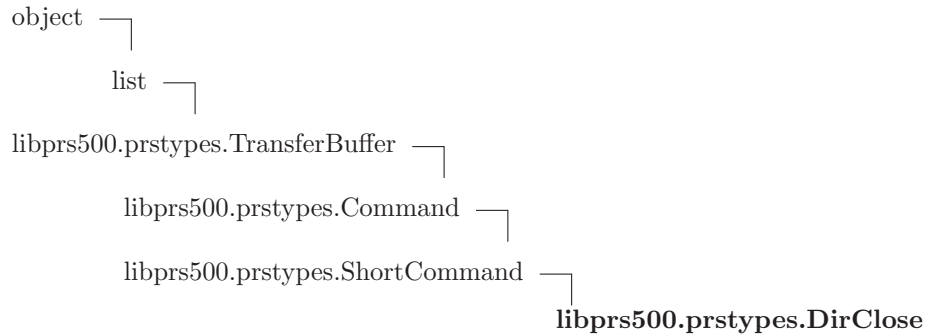 object
list
libprs500.prstypes.TransferBuffer
libprs500.prstypes.Command
libprs500.prstypes.ShortCommand
libprs500.prstypes.DirClose